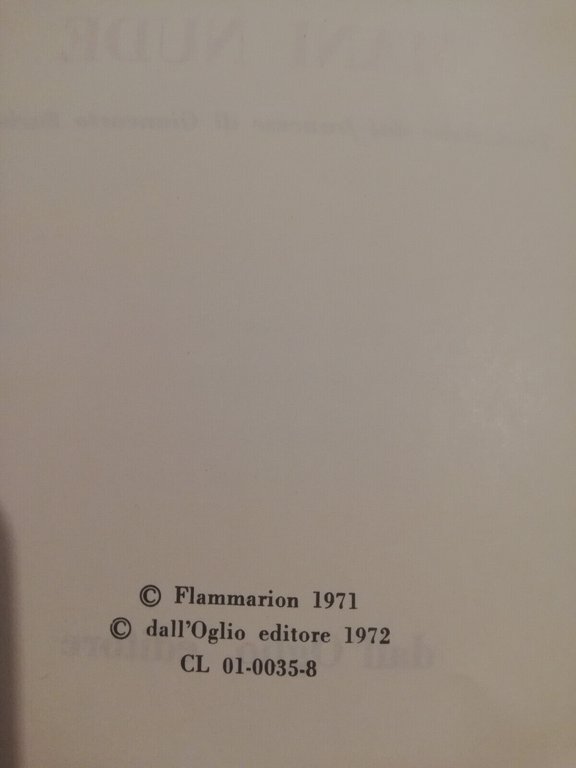 © Flammarion 1971
© dall'Oglio editore 1972
CL 01-0035-8